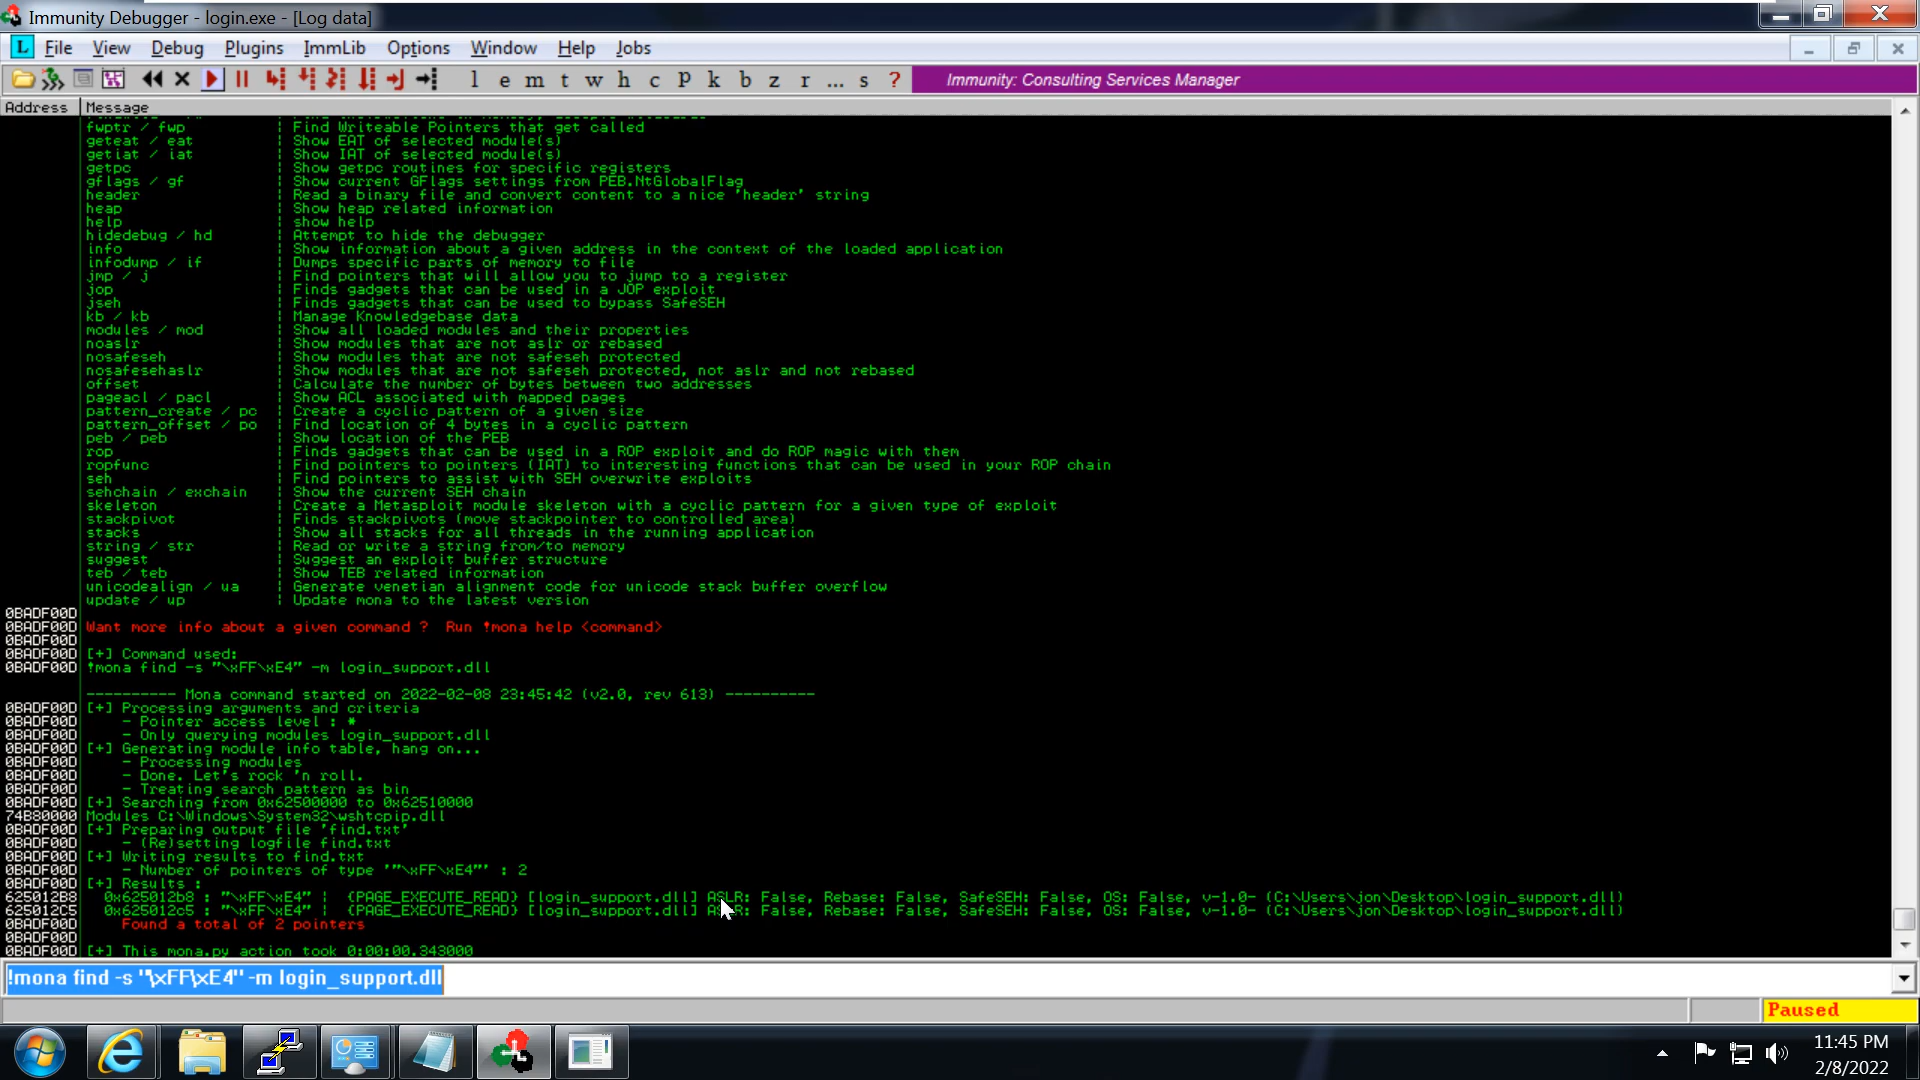 Immunity Debugger - login.exe - [Log data]
File View Debug Plugins ImmLib Options Window Help Jobs
l e m t w h c P k b z r ... s ? Immunity: Consulting Services Manager
Address Message
fwptr / fwp | Find Writeable Pointers that get called
geteat / eat | Show EAT of selected module(s)
getiat / iat | Show IAT of selected module(s)
getpc | Show getpc routines for specific registers
gflags / gf | Show current GFlags settings from PEB.NtGlobalFlag
header | Read a binary file and convert content to a nice 'header' string
heap | Show heap related information
help | show help
hidedebug / hd | Attempt to hide the debugger
info | Show information about a given address in the context of the loaded application
infodump / if | Dumps specific parts of memory to file
jmp / j | Find pointers that will allow you to jump to a register
jop | Finds gadgets that can be used in a JOP exploit
jseh | Finds gadgets that can be used to bypass SafeSEH
kb / kb | Manage Knowledgebase data
modules / mod | Show all loaded modules and their properties
noaslr | Show modules that are not aslr or rebased
nosafeseh | Show modules that are not safeseh protected
nosafesehaslr | Show modules that are not safeseh protected, not aslr and not rebased
offset | Calculate the number of bytes between two addresses
pageacl / pacl | Show ACL associated with mapped pages
pattern_create / pc | Create a cyclic pattern of a given size
pattern_offset / po | Find location of 4 bytes in a cyclic pattern
peb / peb | Show location of the PEB
rop | Finds gadgets that can be used in a ROP exploit and do ROP magic with them
ropfunc | Find pointers to pointers (IAT) to interesting functions that can be used in your ROP chain
seh | Find pointers to assist with SEH overwrite exploits
sehchain / exchain | Show the current SEH chain
skeleton | Create a Metasploit module skeleton with a cyclic pattern for a given type of exploit
stackpivot | Finds stackpivots (move stackpointer to controlled area)
stacks | Show all stacks for all threads in the running application
string / str | Read or write a string from/to memory
suggest | Suggest an exploit buffer structure
teb / teb | Show TEB related information
unicodealign / ua | Generate venetian alignment code for unicode stack buffer overflow
update / up | Update mona to the latest version
0BADF00D
0BADF00D Want more info about a given command ? Run !mona help <command>
0BADF00D
0BADF00D [+] Command used:
0BADF00D !mona find -s "\xFF\xE4" -m login_support.dll
---------- Mona command started on 2022-02-08 23:45:42 (v2.0, rev 613) ----------
0BADF00D [+] Processing arguments and criteria
0BADF00D - Pointer access level : *
0BADF00D - Only querying modules login_support.dll
0BADF00D [+] Generating module info table, hang on...
0BADF00D - Processing modules
0BADF00D - Done. Let's rock 'n roll.
0BADF00D - Treating search pattern as bin
0BADF00D [+] Searching from 0x62500000 to 0x62510000
74B80000 Modules C:\Windows\System32\wshtcpip.dll
0BADF00D [+] Preparing output file 'find.txt'
0BADF00D - (Re)setting logfile find.txt
0BADF00D [+] Writing results to find.txt
0BADF00D - Number of pointers of type '"\xFF\xE4"' : 2
0BADF00D [+] Results :
625012B8 0x625012b8 : "\xFF\xE4" | {PAGE_EXECUTE_READ} [login_support.dll] ASLR: False, Rebase: False, SafeSEH: False, OS: False, v-1.0- (C:\Users\jon\Desktop\login_support.dll)
625012C5 0x625012c5 : "\xFF\xE4" | {PAGE_EXECUTE_READ} [login_support.dll] ASLR: False, Rebase: False, SafeSEH: False, OS: False, v-1.0- (C:\Users\jon\Desktop\login_support.dll)
0BADF00D Found a total of 2 pointers
0BADF00D
0BADF00D [+] This mona.py action took 0:00:00.343000
!mona find -s "\xFF\xE4" -m login_support.dll
Paused
11:45 PM
2/8/2022